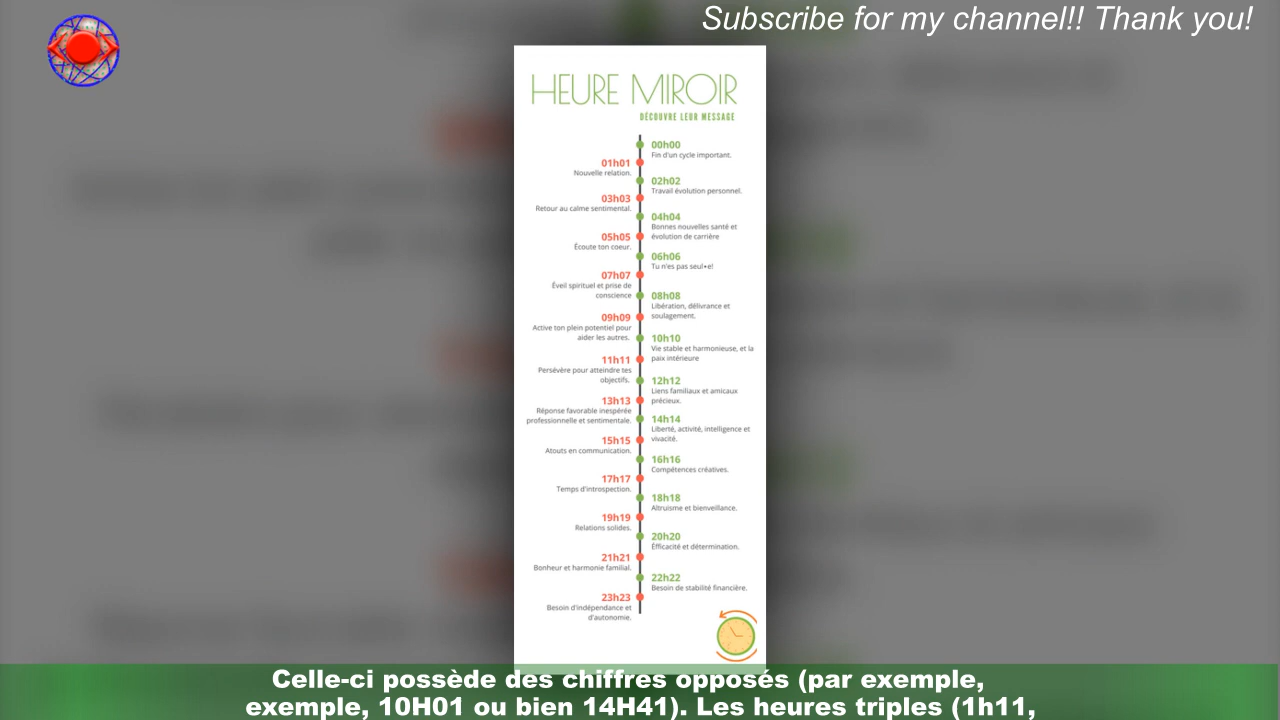 Subscribe for my channel!! Thank you!
HEURE MIROIR
DÉCOUVRE LEUR MESSAGE
00h00
Fin d'un cycle important.
01h01
Nouvelle relation.
02h02
Travail évolution personnel.
03h03
Retour au calme sentimental.
04h04
Bonnes nouvelles santé et
évolution de carrière
05h05
Écoute ton coeur.
06h06
Tu n'es pas seul•e!
07h07
Éveil spirituel et prise de
conscience
08h08
Libération, délivrance et
soulagement.
09h09
Active ton plein potentiel pour
aider les autres.
10h10
Vie stable et harmonieuse, et la
paix intérieure
11h11
Persévère pour atteindre tes
objectifs.
12h12
Liens familiaux et amicaux
précieux.
13h13
Réponse favorable inespérée
professionnelle et sentimentale.
14h14
Liberté, activité, intelligence et
vivacité.
15h15
Atouts en communication.
16h16
Compétences créatives.
17h17
Temps d'introspection.
18h18
Altruisme et bienveillance.
19h19
Relations solides.
20h20
Éfficacité et détermination.
21h21
Bonheur et harmonie familial.
22h22
Besoin de stabilité financière.
23h23
Besoin d'indépendance et
d'autonomie.
Celle-ci possède des chiffres opposés (par exemple,
exemple, 10H01 ou bien 14H41). Les heures triples (1h11,